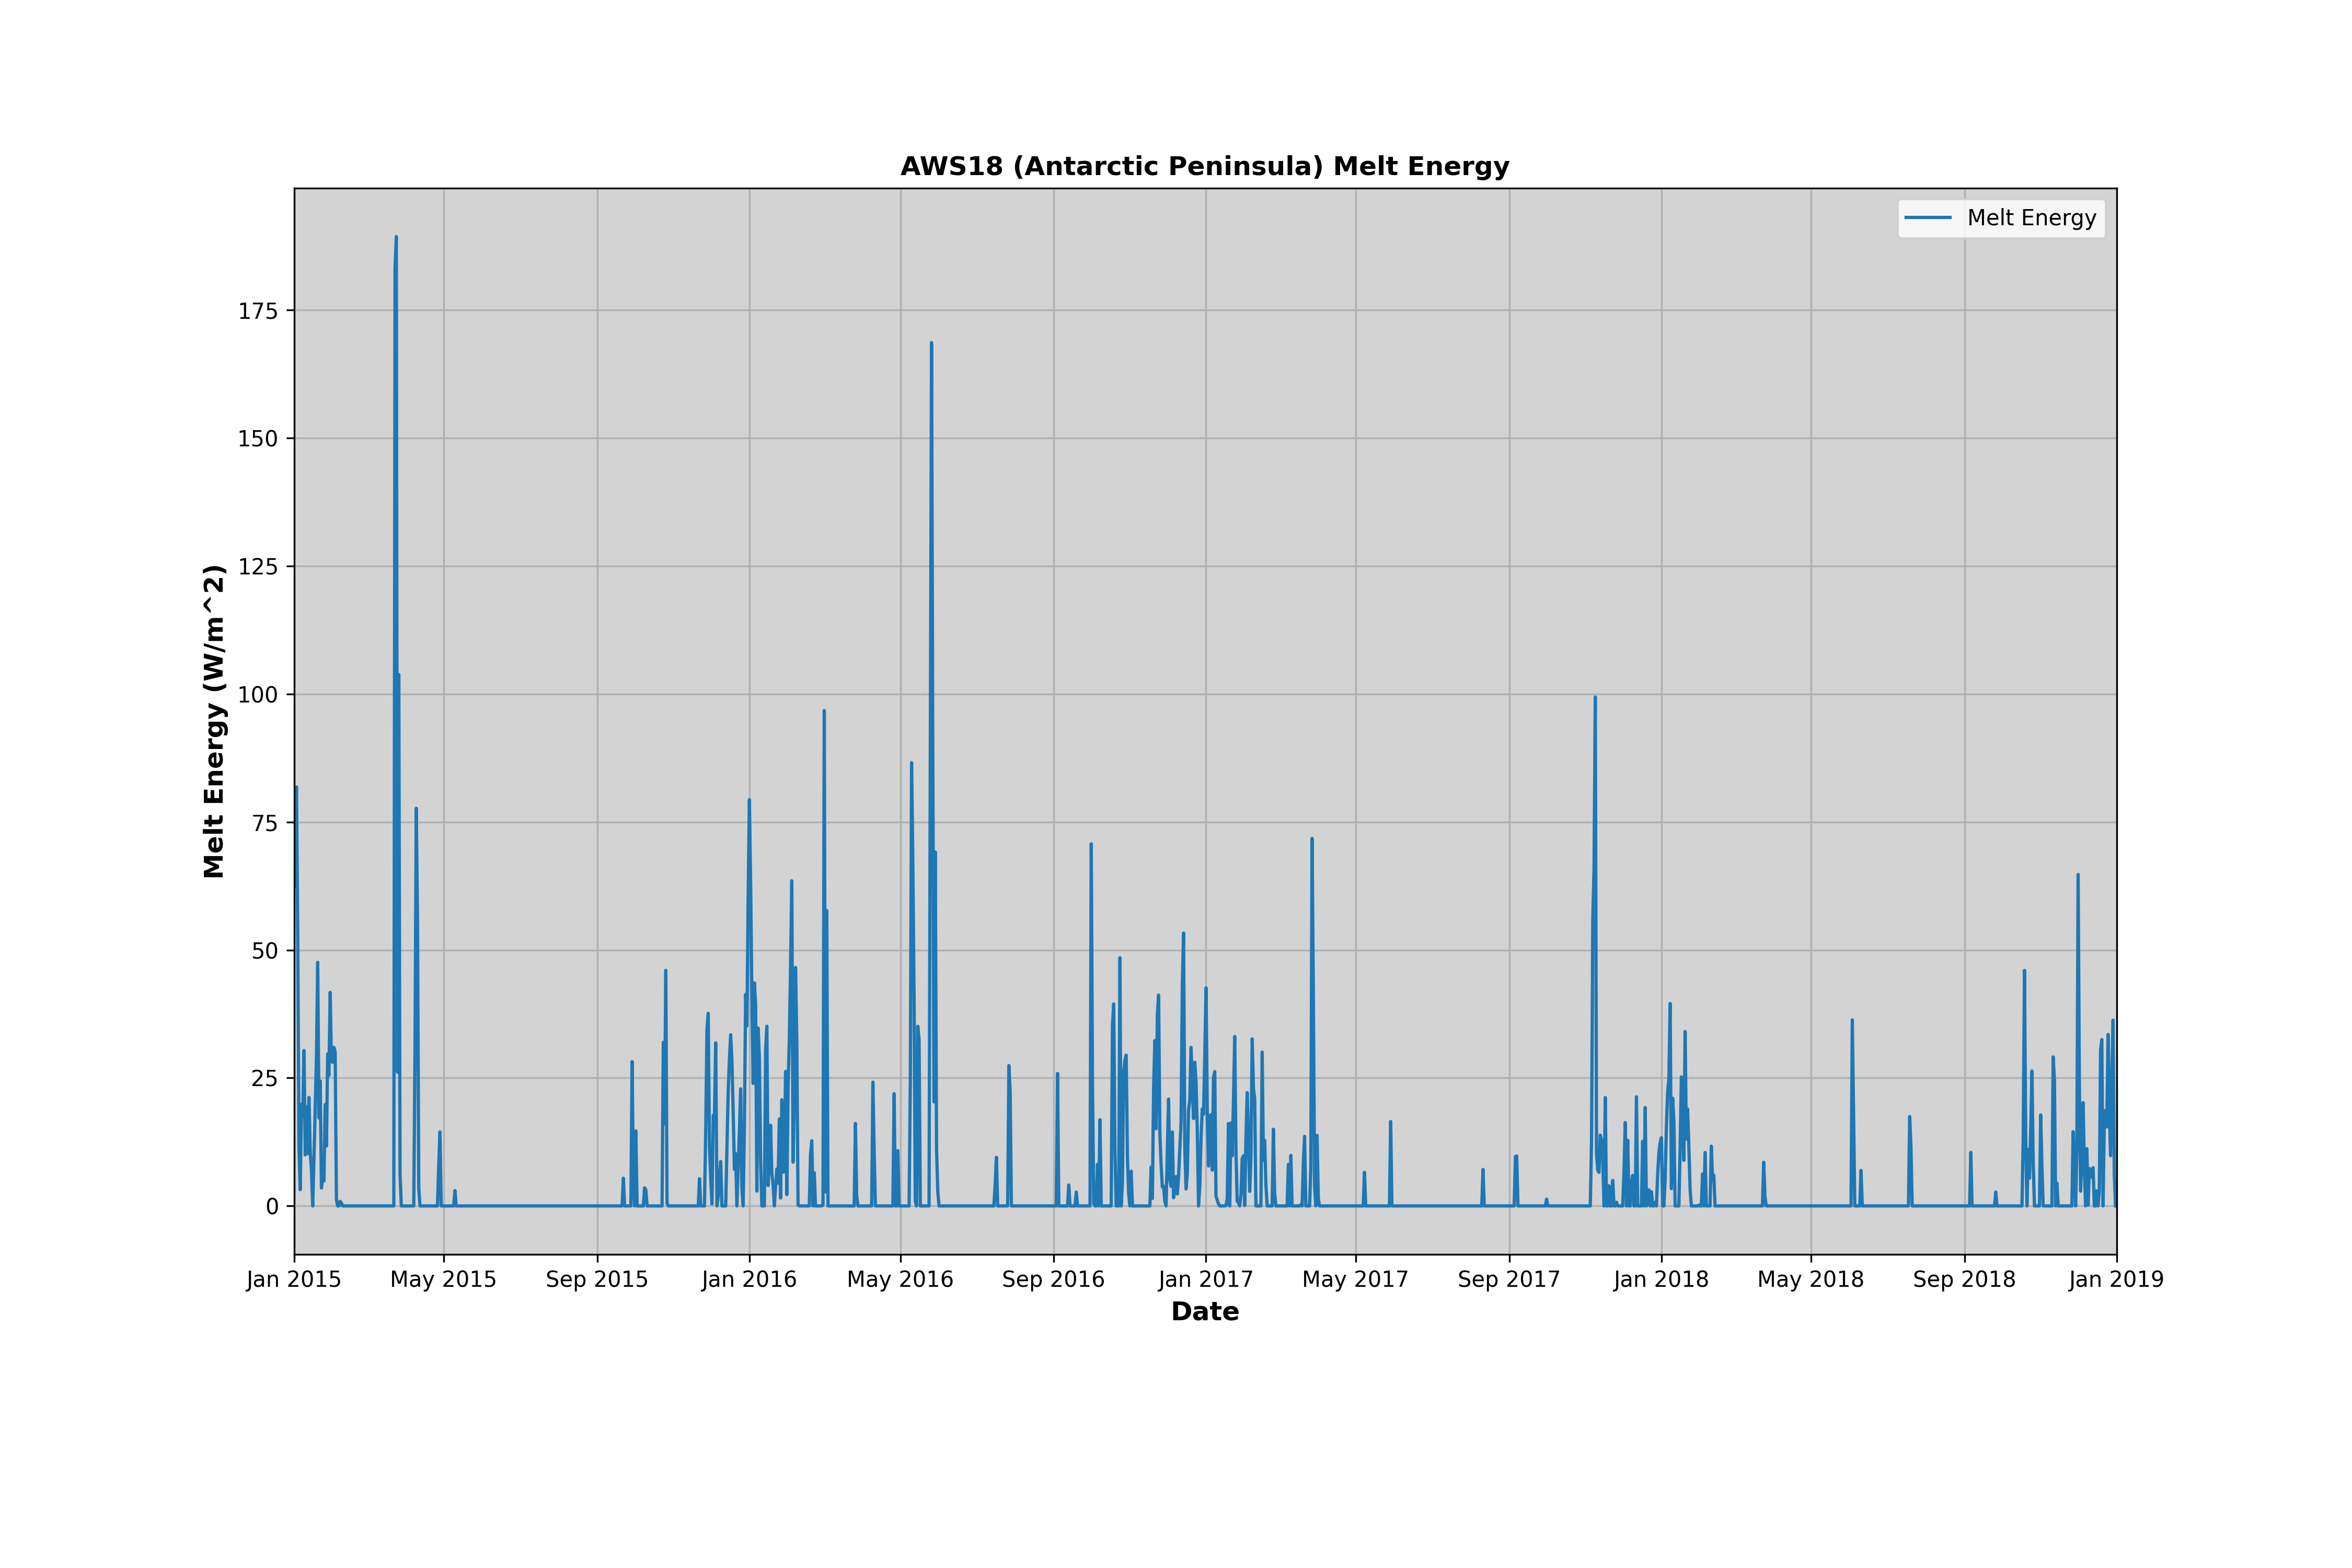 AWS18 (Antarctic Peninsula) Melt Energy
Melt Energy
Melt Energy (W/m^2)
175
150
125
100
75
50
25
0
Jan 2015 May 2015 Sep 2015 Jan 2016 May 2016 Sep 2016 Jan 2017 May 2017 Sep 2017 Jan 2018 May 2018 Sep 2018 Jan 2019
Date